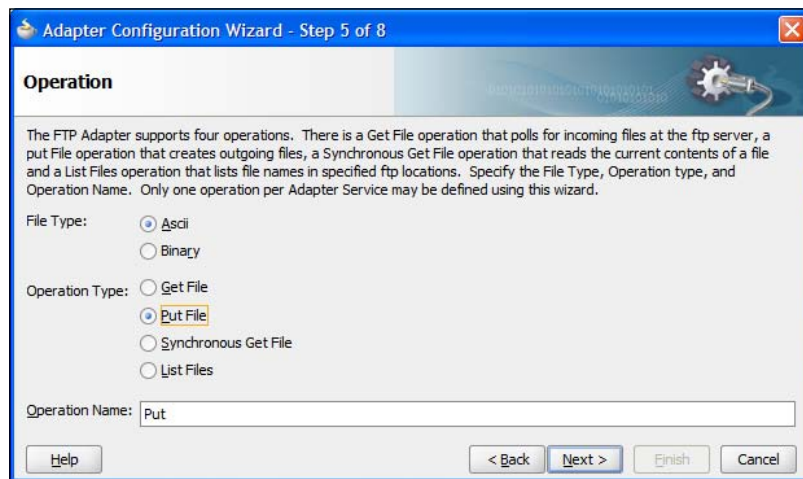 Adapter Configuration Wizard - Step 5 of 8
Operation
The FTP Adapter supports four operations. There is a Get File operation that polls for incoming files at the ftp server, a
put File operation that creates outgoing files, a Synchronous Get File operation that reads the current contents of a file
and a List Files operation that lists file names in specified ftp locations. Specify the File Type, Operation type, and
Operation Name. Only one operation per Adapter Service may be defined using this wizard.
File Type:
Ascii
Binary
Operation Type:
Get File
Put File
Synchronous Get File
List Files
Operation Name: Put
Help
< Back
Next >
Finish
Cancel